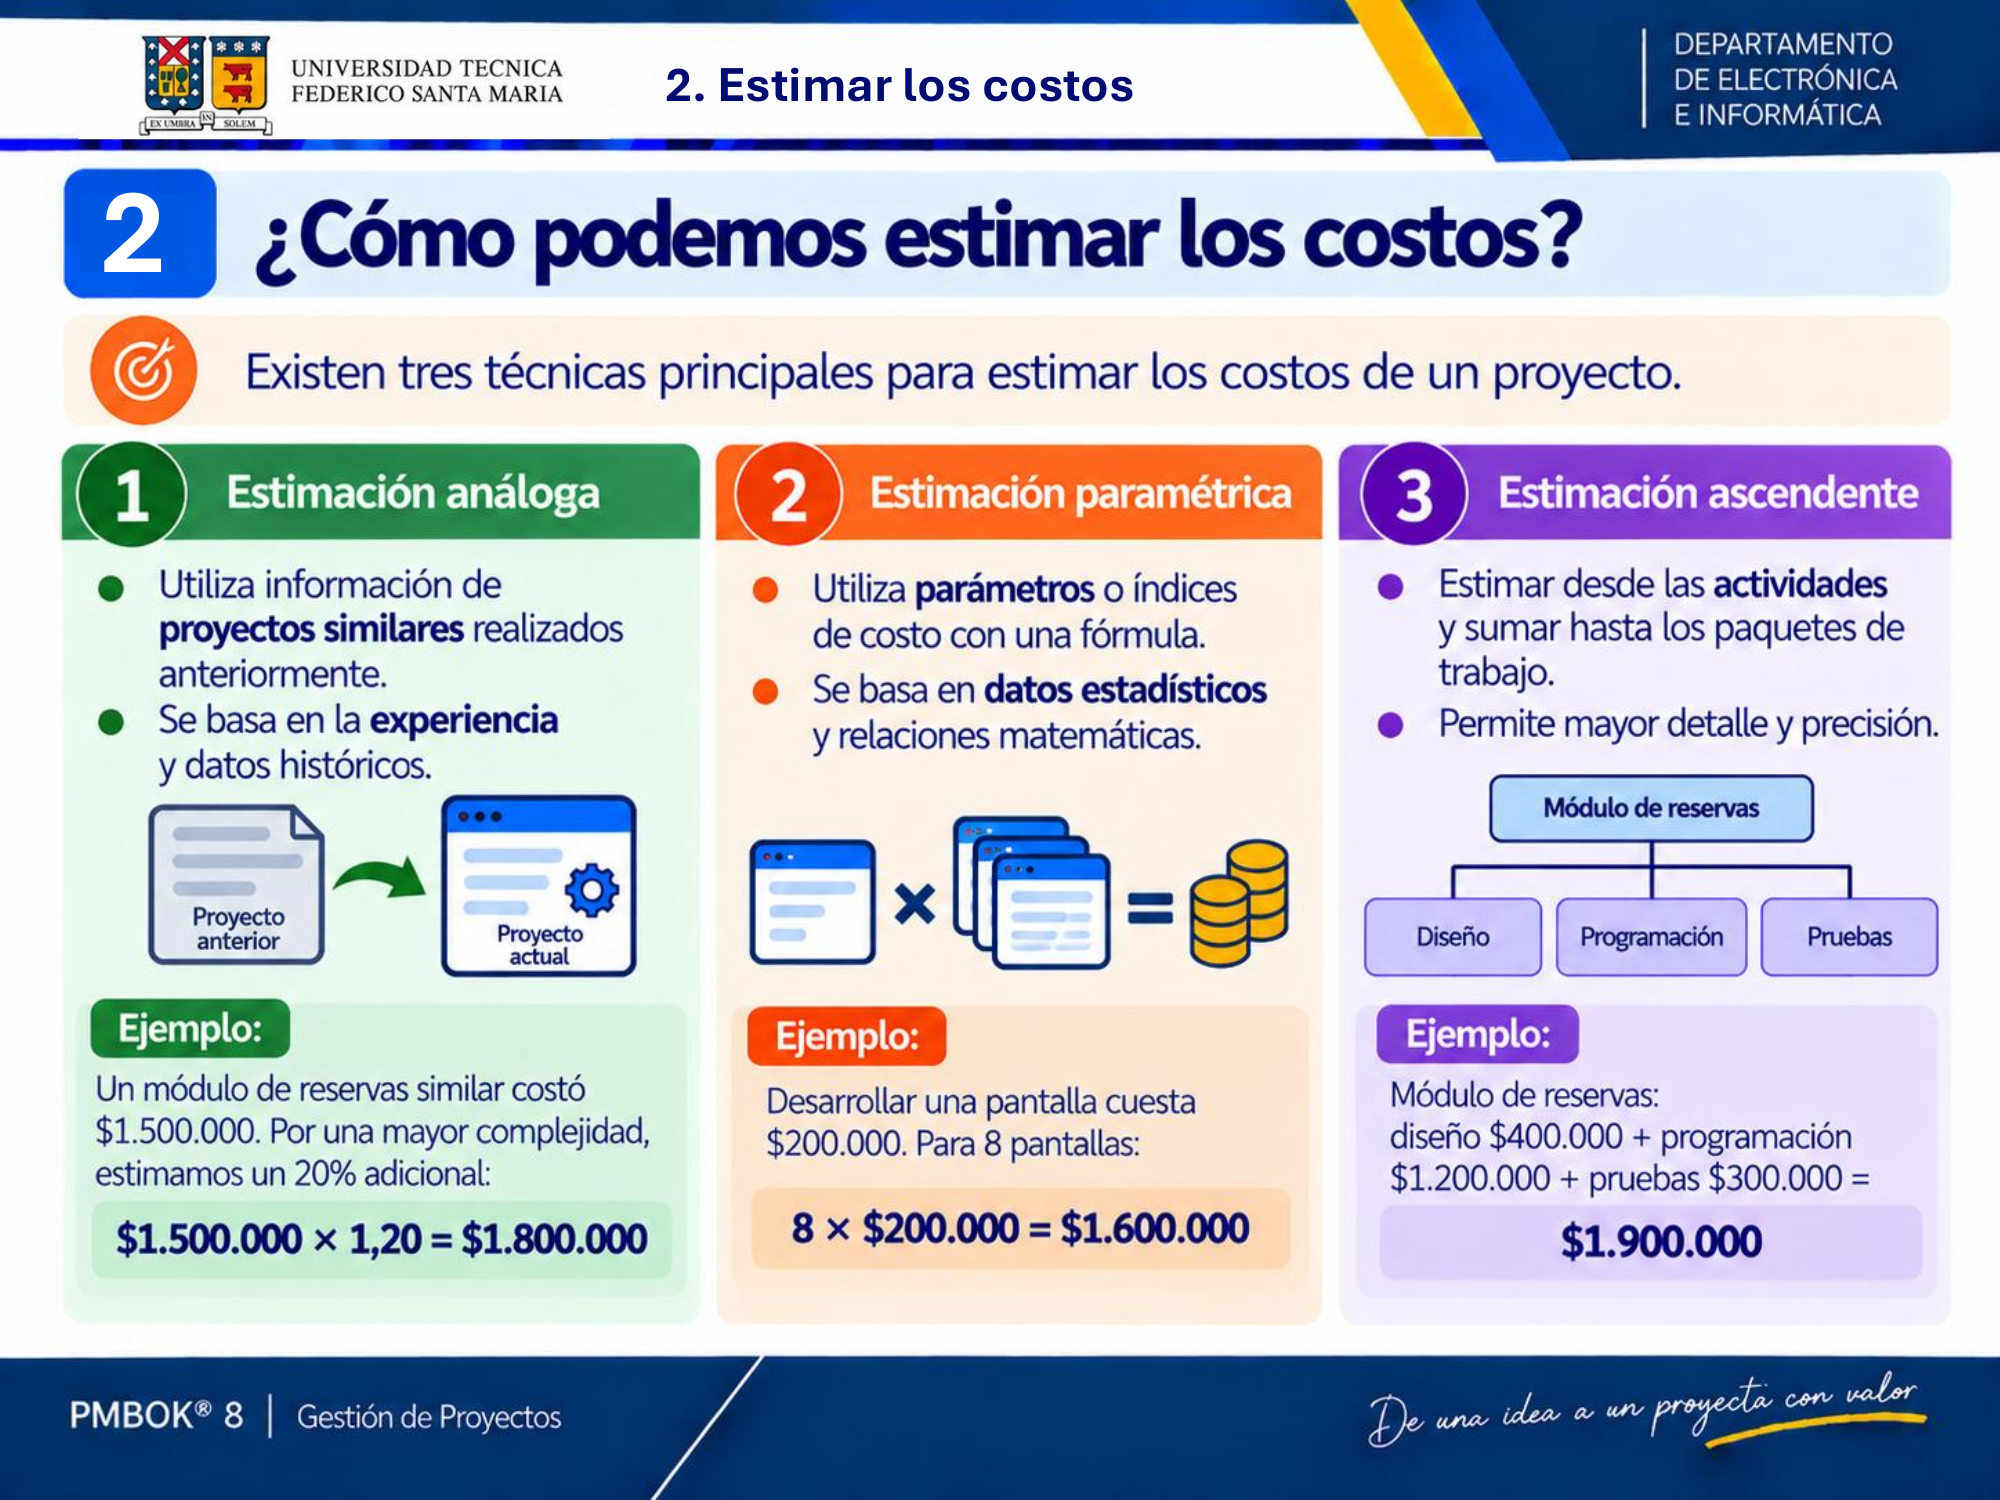 UNIVERSIDAD TECNICA
FEDERICO SANTA MARIA
EX UMBRA IN SOLEM
2. Estimar los costos
DEPARTAMENTO
DE ELECTRÓNICA
E INFORMÁTICA
2
¿Cómo podemos estimar los costos?
Existen tres técnicas principales para estimar los costos de un proyecto.
1
Estimación análoga
● Utiliza información de
proyectos similares realizados
anteriormente.
● Se basa en la experiencia
y datos históricos.
Proyecto
anterior
Proyecto
actual
Ejemplo:
Un módulo de reservas similar costó
$1.500.000. Por una mayor complejidad,
estimamos un 20% adicional:
$1.500.000 × 1,20 = $1.800.000
2
Estimación paramétrica
● Utiliza parámetros o índices
de costo con una fórmula.
● Se basa en datos estadísticos
y relaciones matemáticas.
× =
Ejemplo:
Desarrollar una pantalla cuesta
$200.000. Para 8 pantallas:
8 × $200.000 = $1.600.000
3
Estimación ascendente
● Estimar desde las actividades
y sumar hasta los paquetes de
trabajo.
● Permite mayor detalle y precisión.
Módulo de reservas
Diseño
Programación
Pruebas
Ejemplo:
Módulo de reservas:
diseño $400.000 + programación
$1.200.000 + pruebas $300.000 =
$1.900.000
PMBOK® 8 | Gestión de Proyectos
De una idea a un proyecta con valor